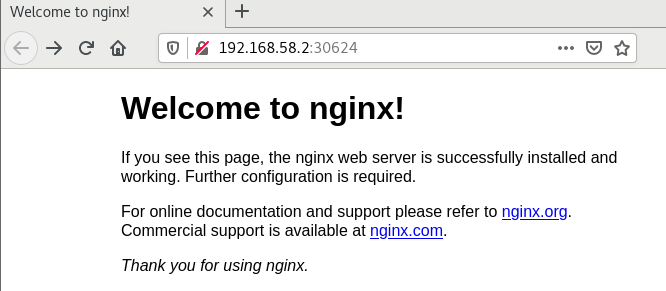 Welcome to nginx!
192.168.58.2:30624
Welcome to nginx!
If you see this page, the nginx web server is successfully installed and
working. Further configuration is required.
For online documentation and support please refer to nginx.org.
Commercial support is available at nginx.com.
Thank you for using nginx.